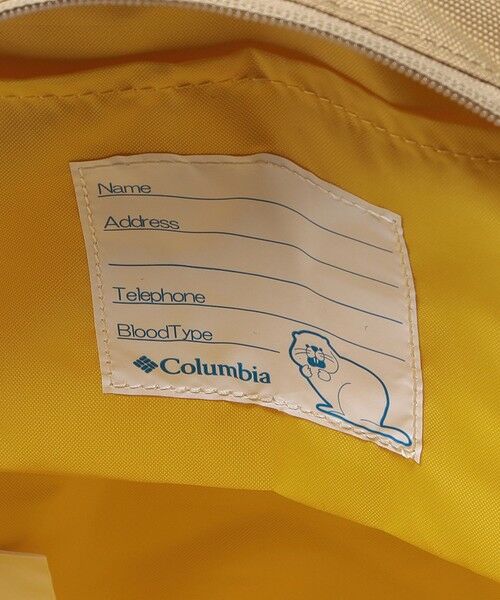 Name
Address
Telephone
BloodType
Columbia